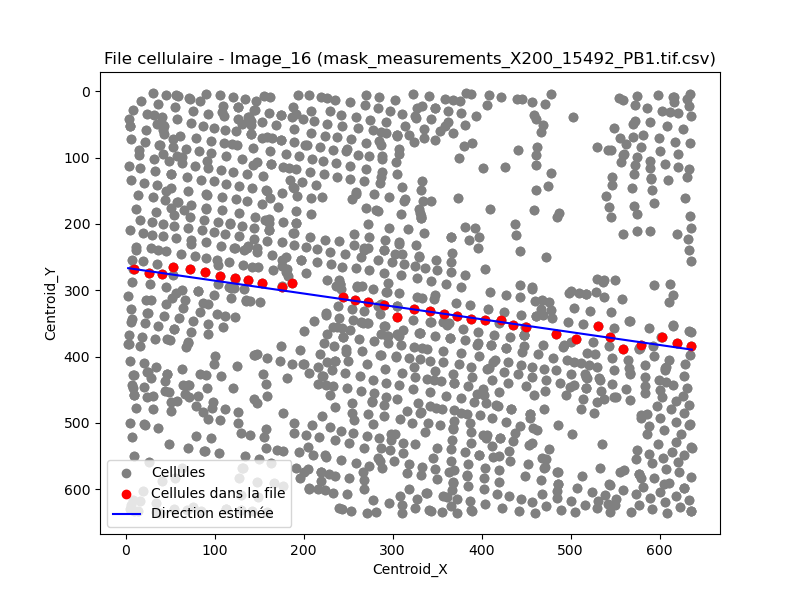 File cellulaire - Image_16 (mask_measurements_X200_15492_PB1.tif.csv)
0
100
200
300
400
500
600
Centroid_Y
Cellules
Cellules dans la file
Direction estimée
0 100 200 300 400 500 600
Centroid_X